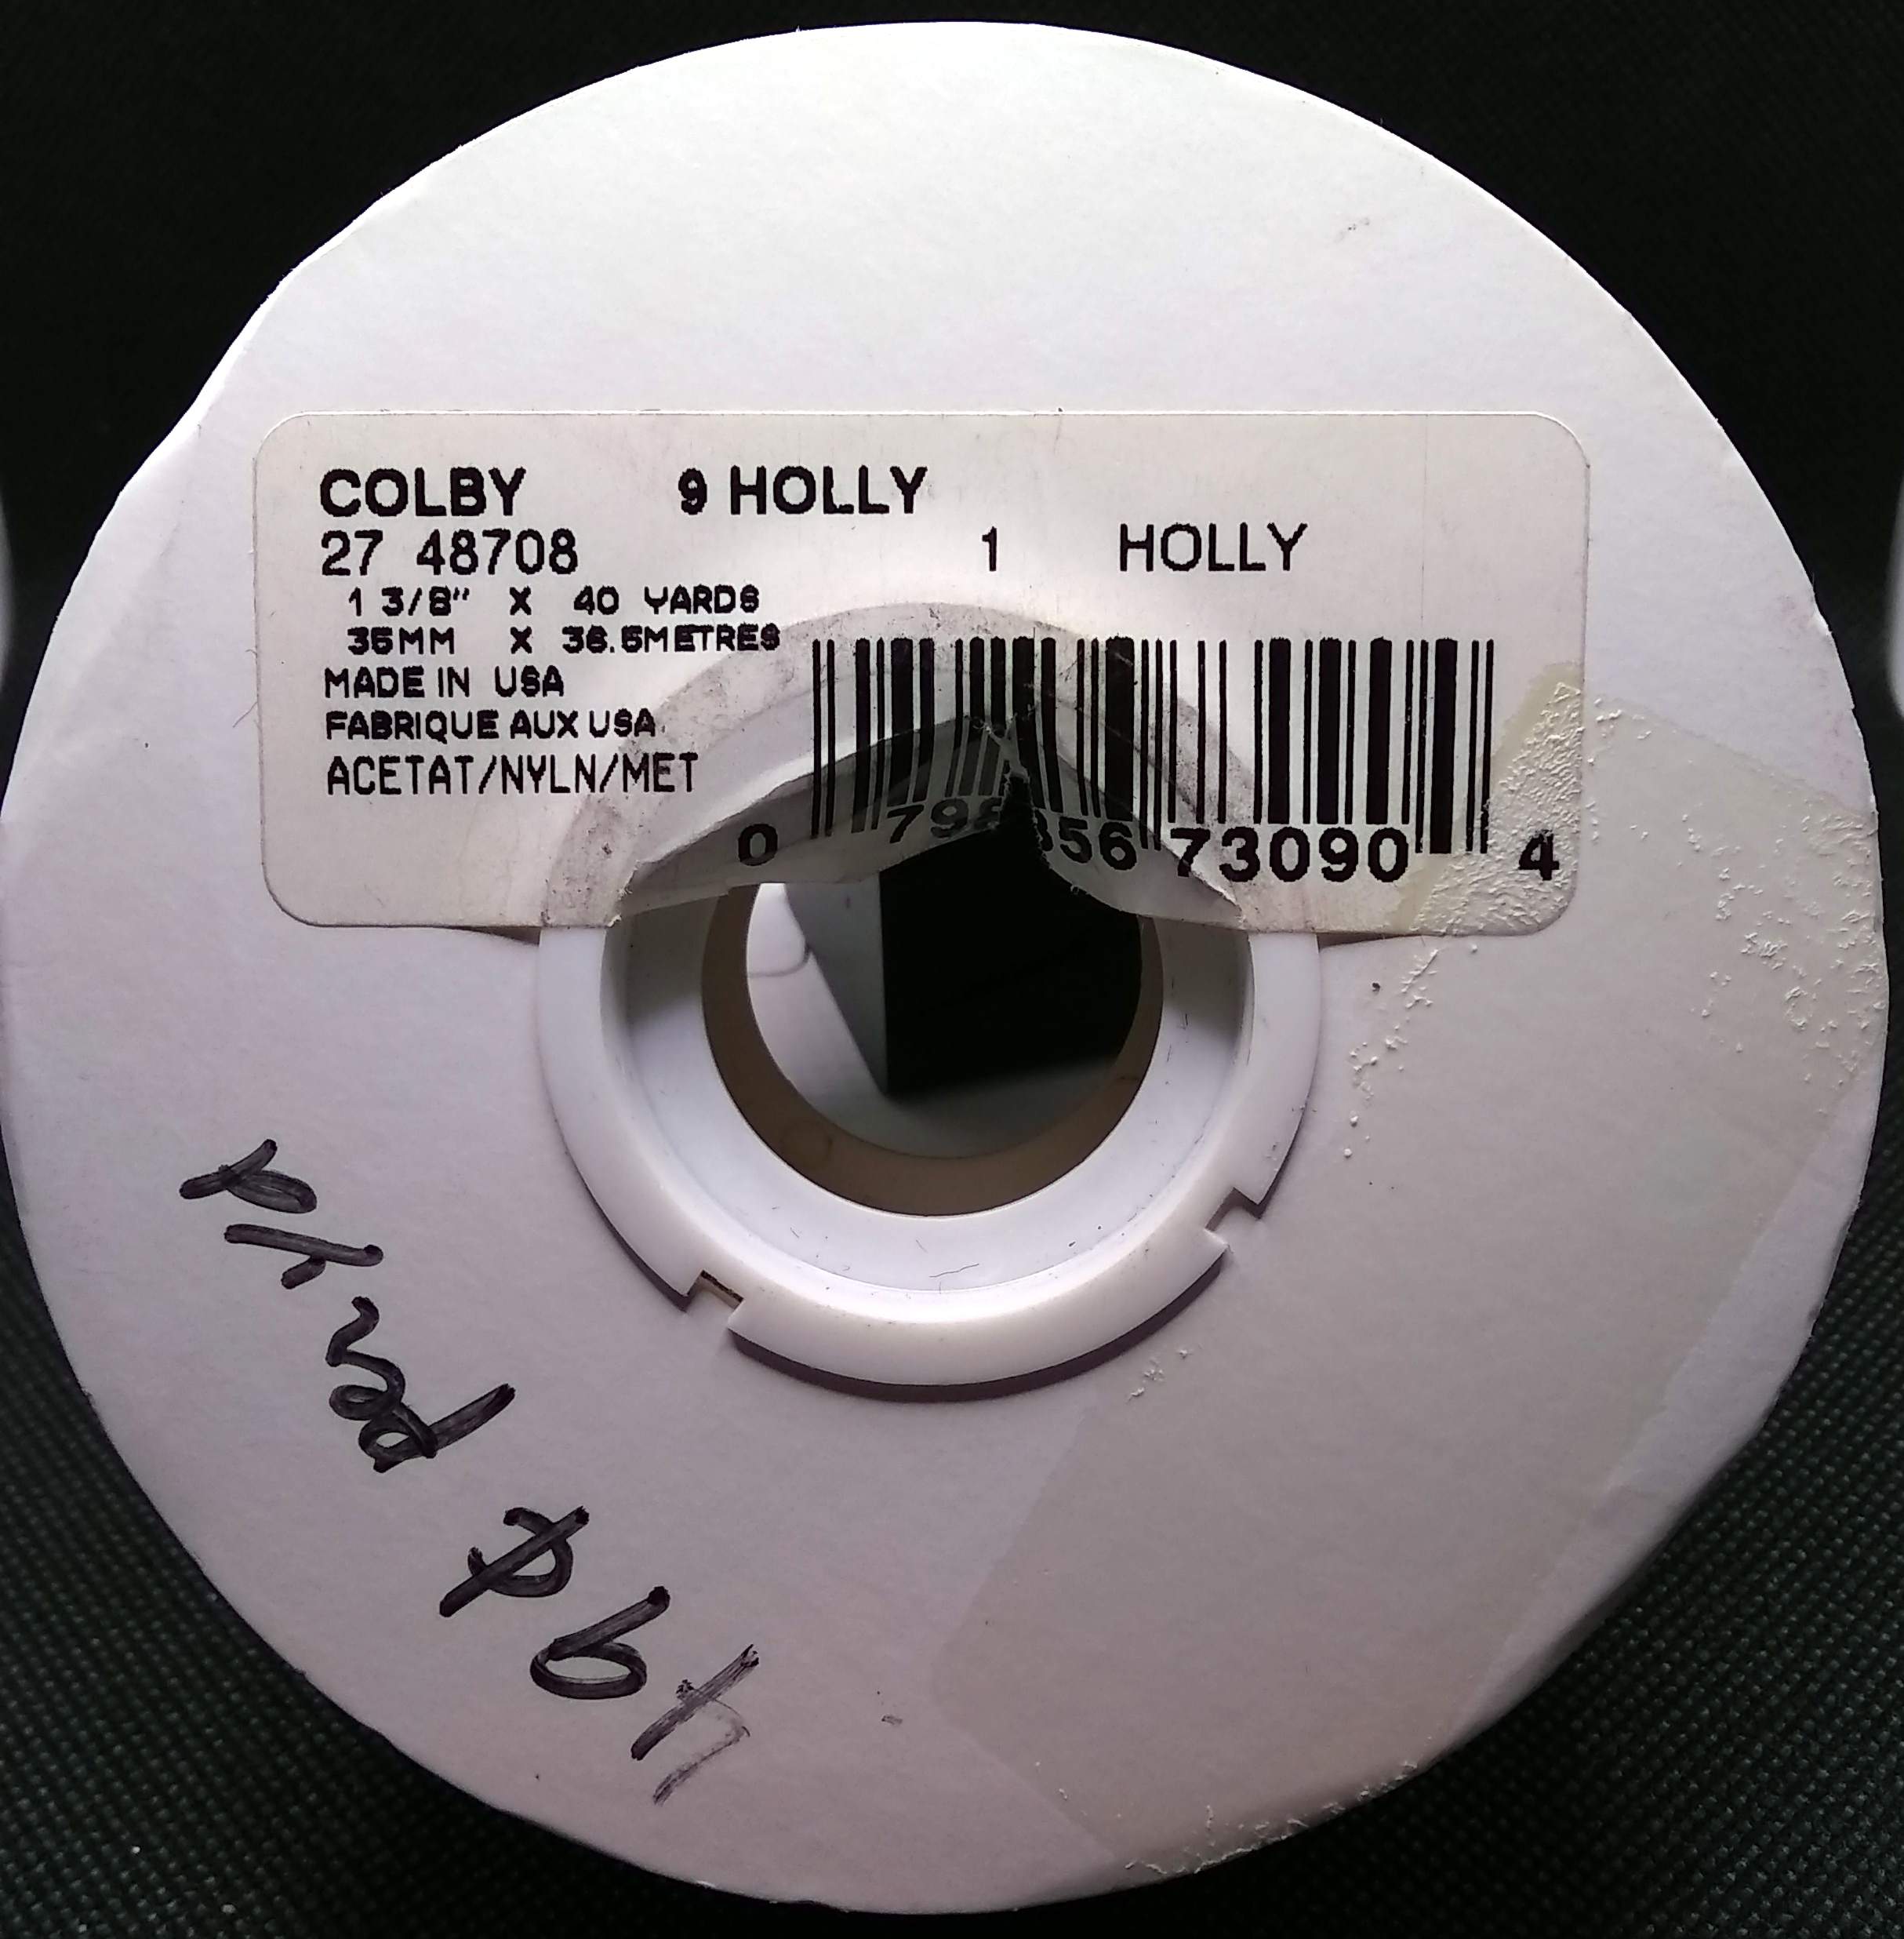 COLBY 9 HOLLY
27 48708 1 HOLLY
1 3/8" X 40 YARDS
35MM X 36.5METRES
MADE IN USA
FABRIQUE AUX USA
ACETAT/NYLN/MET
0 73090 4